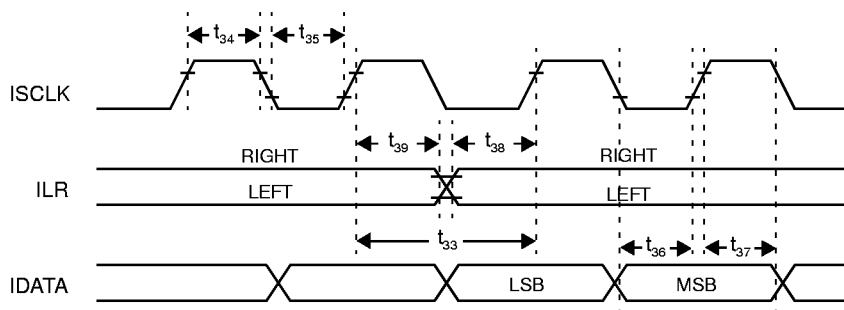 t34 t35
ISCLK
t39 t38
RIGHT RIGHT
ILR
LEFT LEFT
t33
t36 t37
IDATA LSB MSB